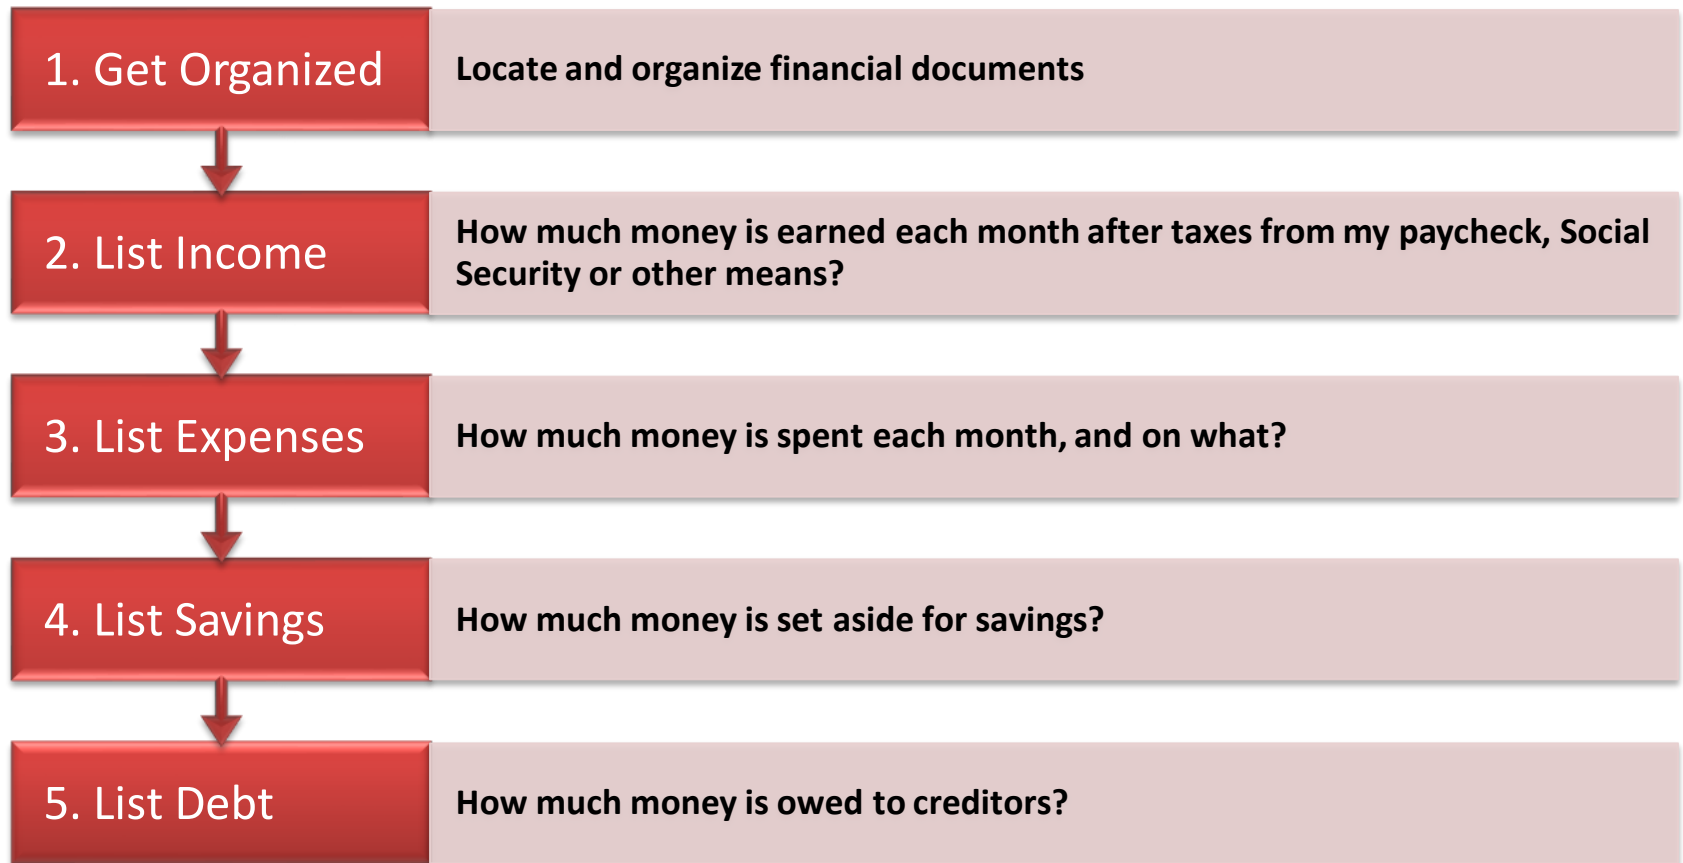 1. Get Organized
Locate and organize financial documents
2. List Income
How much money is earned each month after taxes from my paycheck, Social
Security or other means?
3. List Expenses
How much money is spent each month, and on what?
4. List Savings
How much money is set aside for savings?
5. List Debt
How much money is owed to creditors?